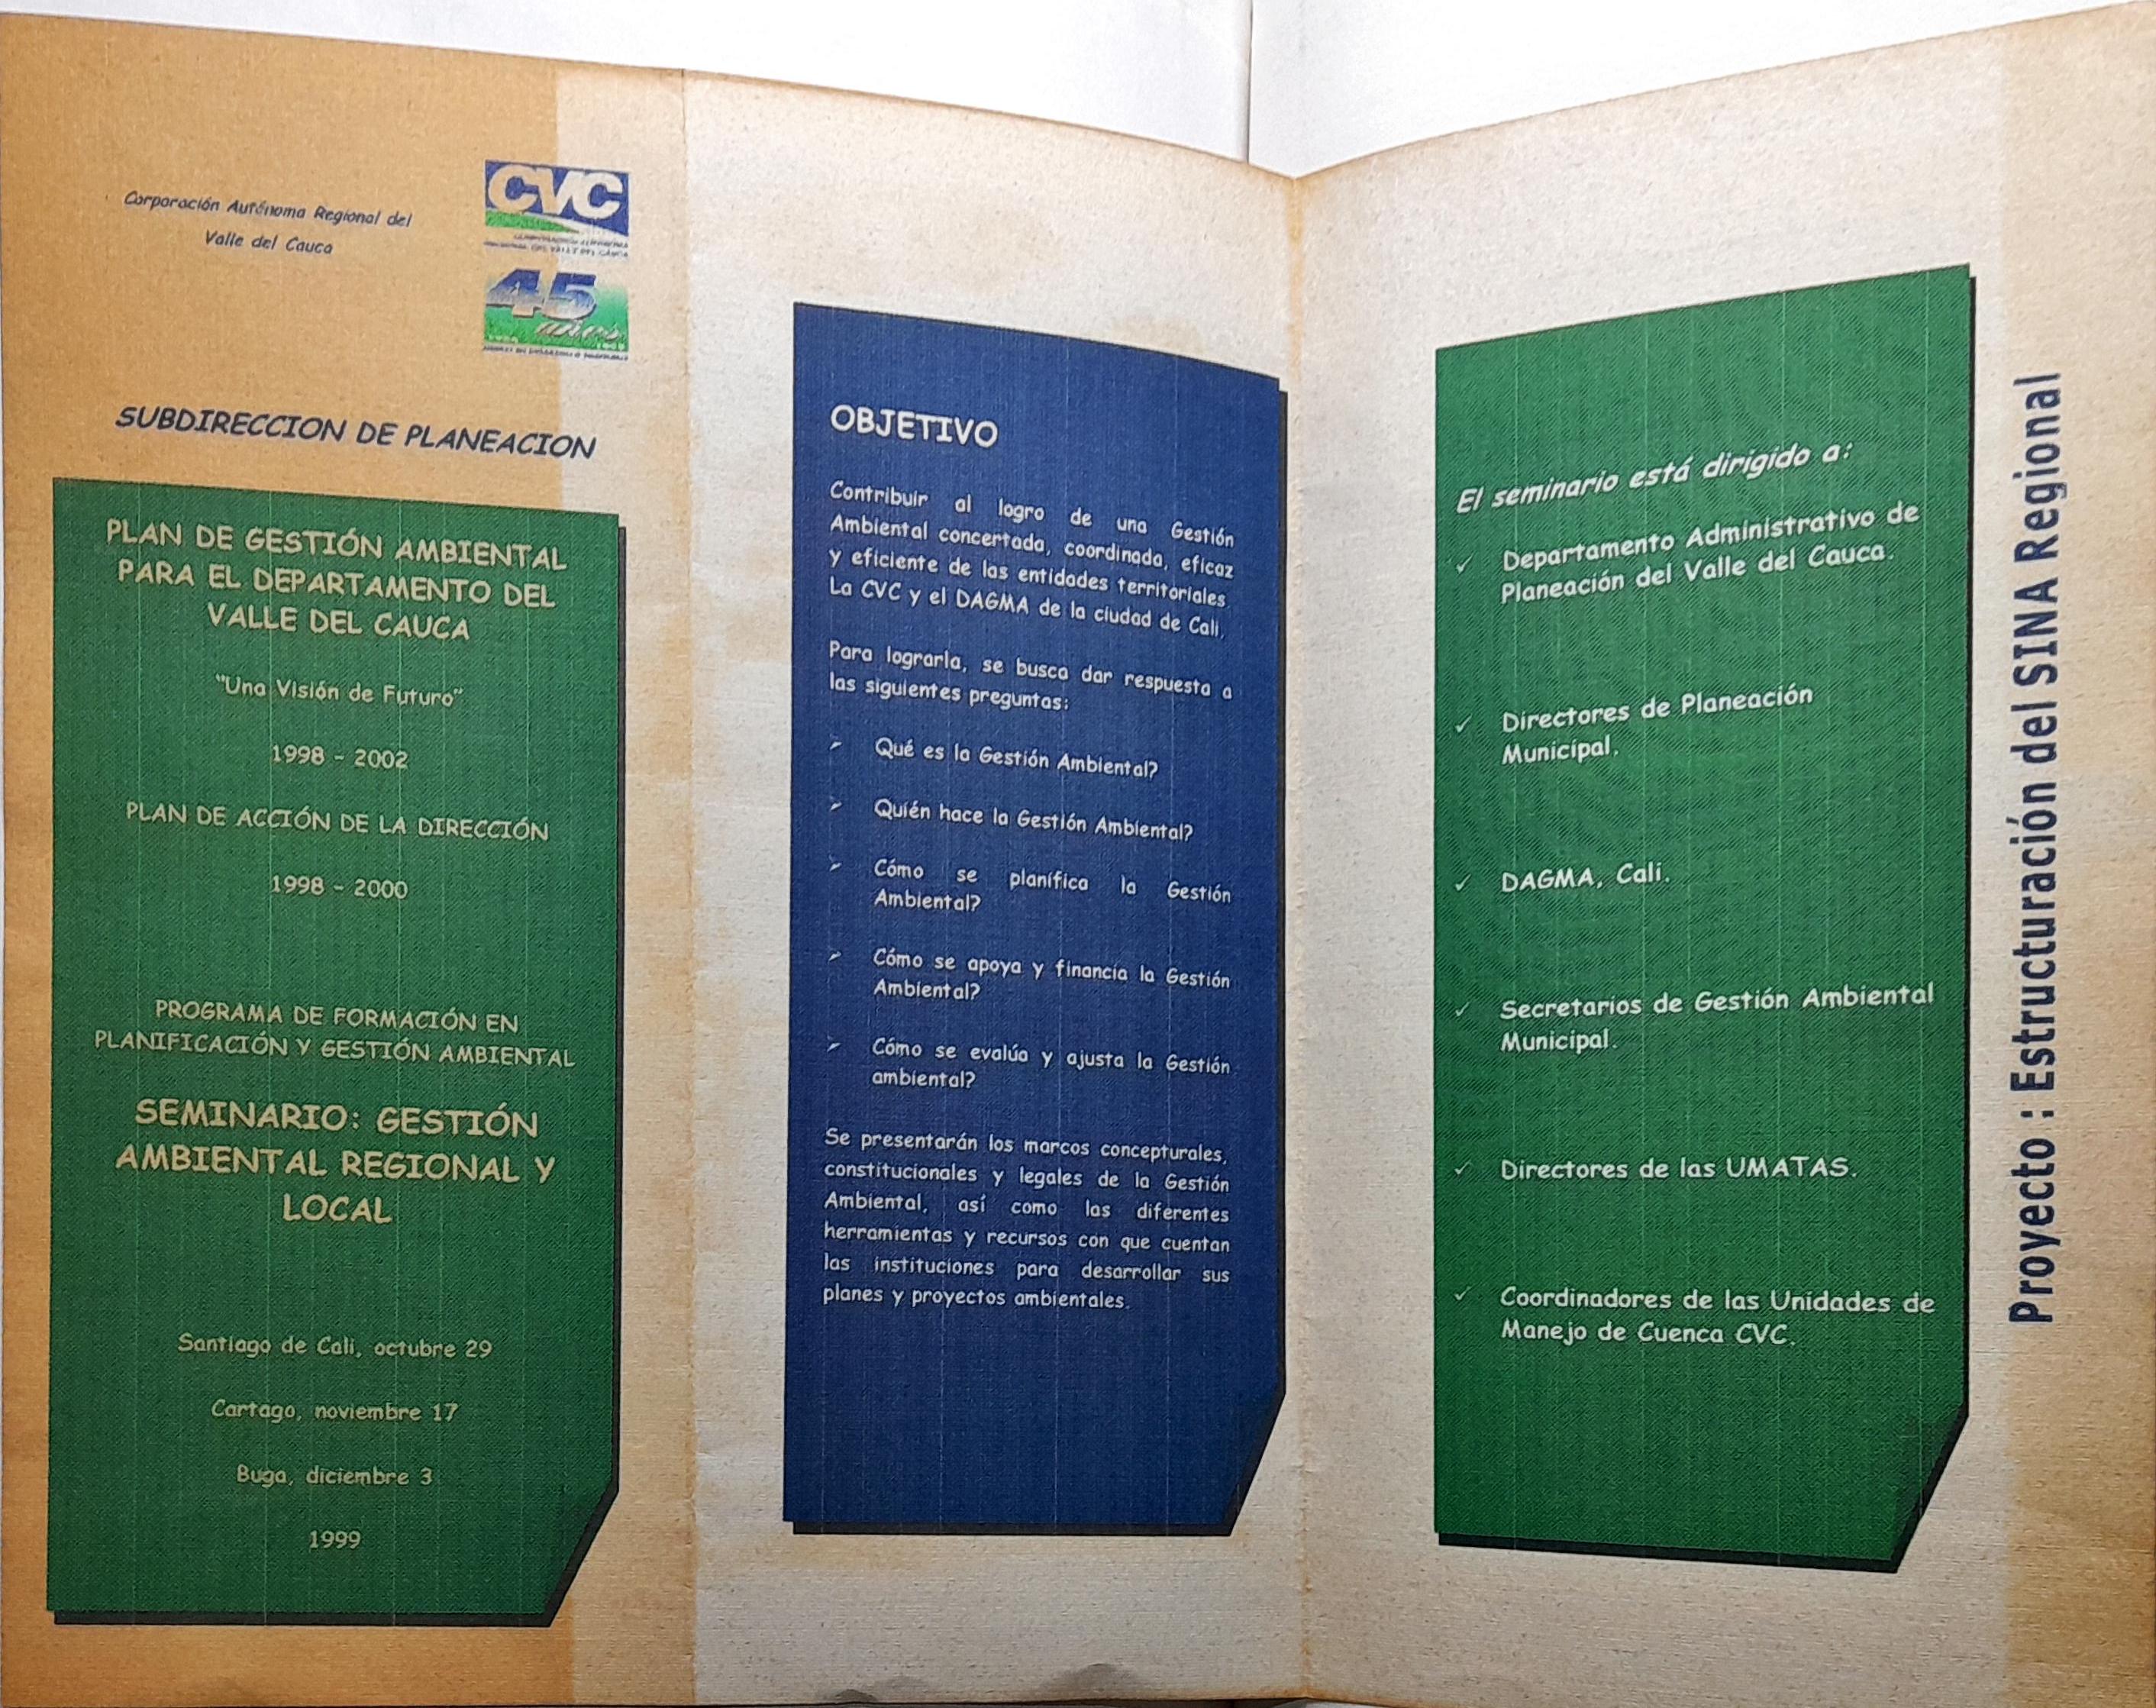 Corporación Autónoma Regional del
Valle del Cauca
CVC
CORPORACION AUTONOMA
REGIONAL DEL VALLE DEL CAUCA
45
años
SUBDIRECCION DE PLANEACION
PLAN DE GESTIÓN AMBIENTAL
PARA EL DEPARTAMENTO DEL
VALLE DEL CAUCA
"Una Visión de Futuro"
1998 - 2002
PLAN DE ACCIÓN DE LA DIRECCIÓN
1998 - 2000
PROGRAMA DE FORMACIÓN EN
PLANIFICACIÓN Y GESTIÓN AMBIENTAL
SEMINARIO: GESTIÓN
AMBIENTAL REGIONAL Y
LOCAL
Santiago de Cali, octubre 29
Cartago, noviembre 17
Buga, diciembre 3
1999
OBJETIVO
Contribuir al logro de una Gestión
Ambiental concertada, coordinada, eficaz
y eficiente de las entidades territoriales.
La CVC y el DAGMA de la ciudad de Cali.
Para lograrla, se busca dar respuesta a
las siguientes preguntas:
➢ Qué es la Gestión Ambiental?
➢ Quién hace la Gestión Ambiental?
➢ Cómo se planifica la Gestión
Ambiental?
➢ Cómo se apoya y financia la Gestión
Ambiental?
➢ Cómo se evalúa y ajusta la Gestión
ambiental?
Se presentarán los marcos concepturales,
constitucionales y legales de la Gestión
Ambiental, así como las diferentes
herramientas y recursos con que cuentan
las instituciones para desarrollar sus
planes y proyectos ambientales.
El seminario está dirigido a:
✓ Departamento Administrativo de
Planeación del Valle del Cauca.
✓ Directores de Planeación
Municipal.
✓ DAGMA, Cali.
✓ Secretarios de Gestión Ambiental
Municipal.
✓ Directores de las UMATAS.
✓ Coordinadores de las Unidades de
Manejo de Cuenca CVC.
Proyecto : Estructuración del SINA Regional